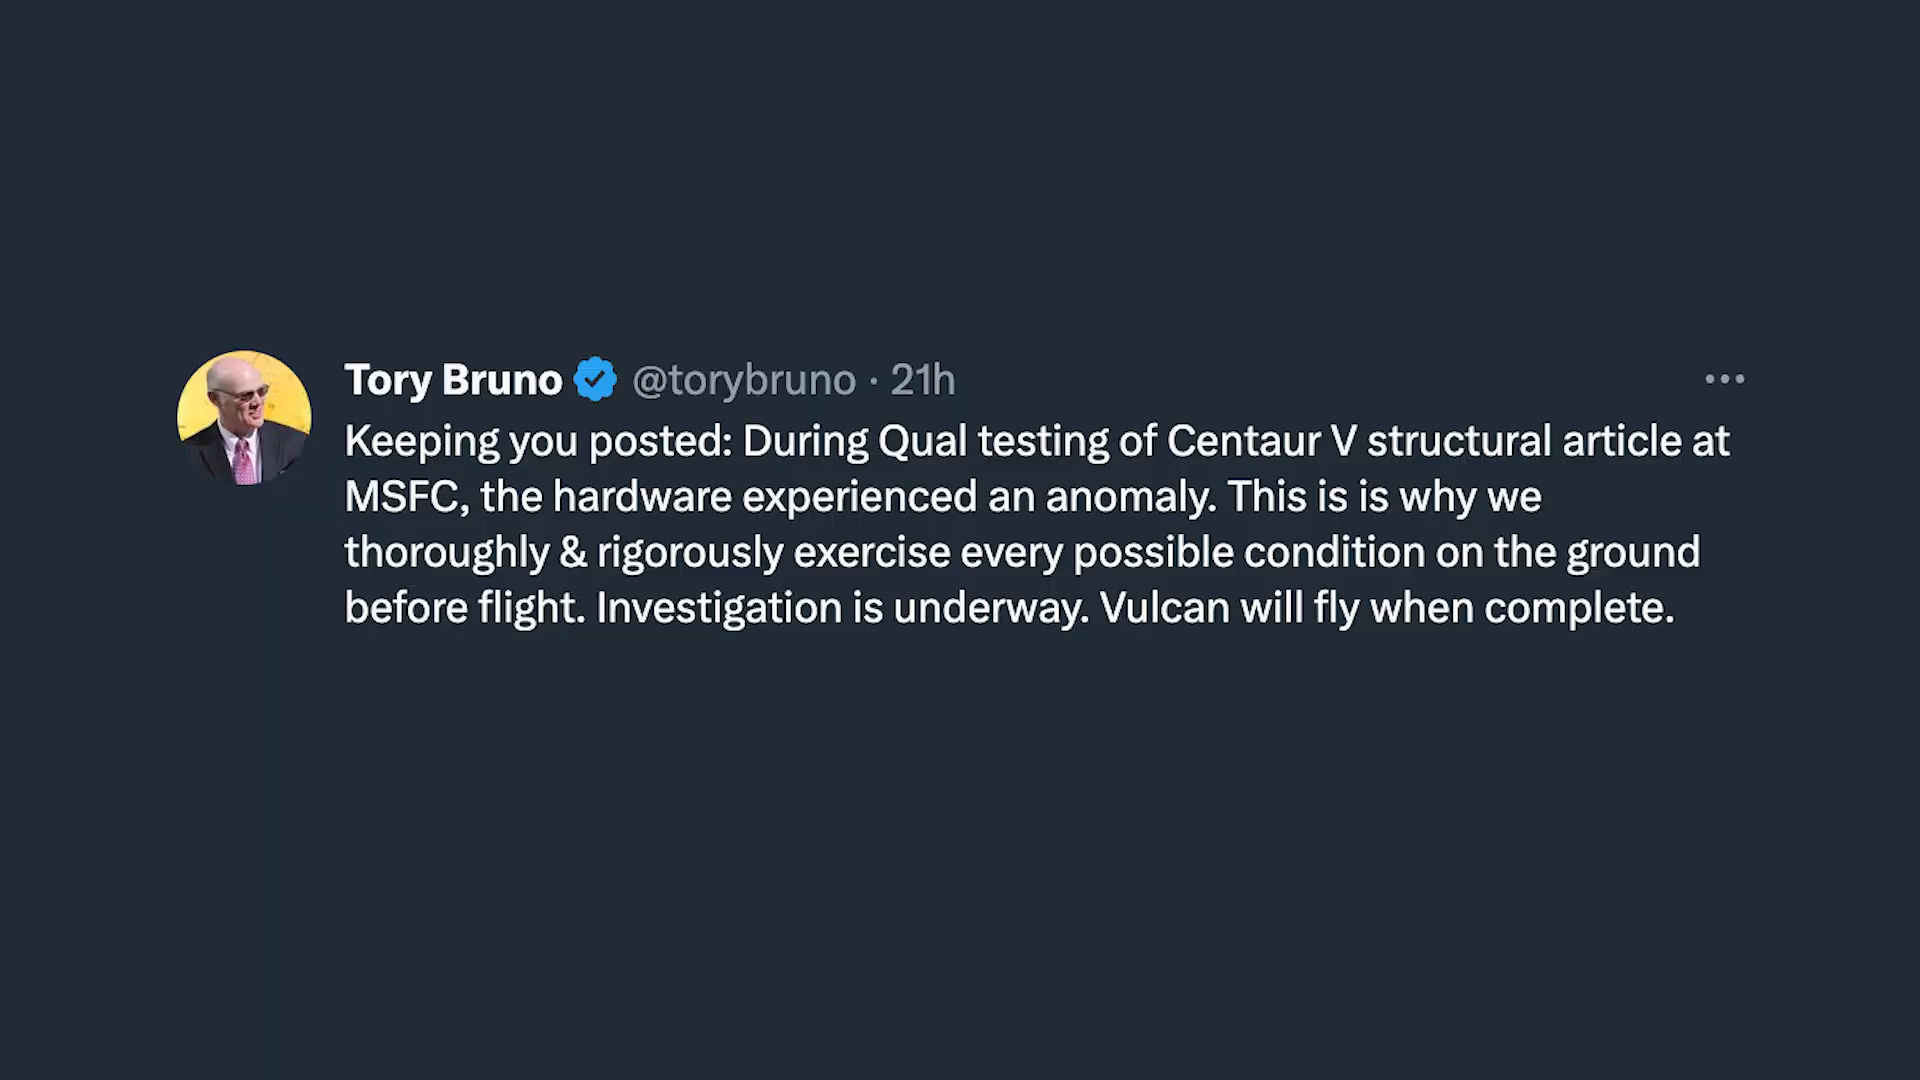 Tory Bruno @torybruno · 21h
Keeping you posted: During Qual testing of Centaur V structural article at
MSFC, the hardware experienced an anomaly. This is is why we
thoroughly & rigorously exercise every possible condition on the ground
before flight. Investigation is underway. Vulcan will fly when complete.